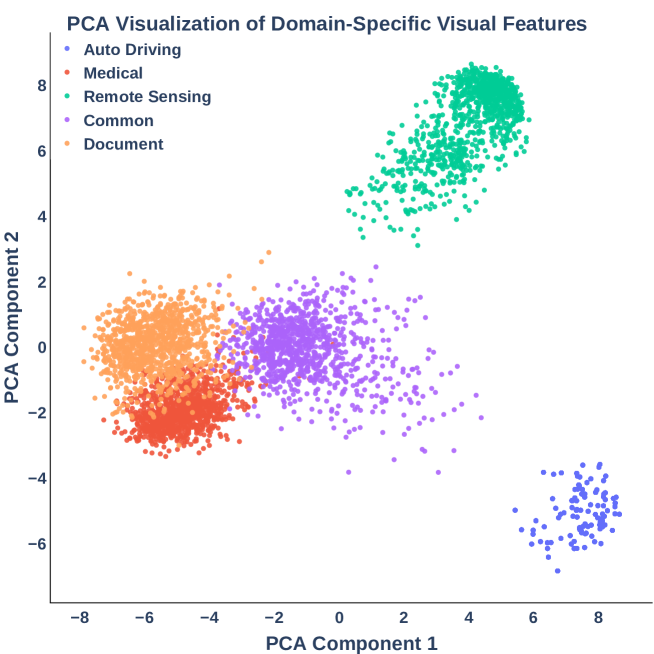 PCA Visualization of Domain-Specific Visual Features
Auto Driving
Medical
Remote Sensing
Common
Document
PCA Component 2
8
6
4
2
0
−2
−4
−6
−8 −6 −4 −2 0 2 4 6 8
PCA Component 1